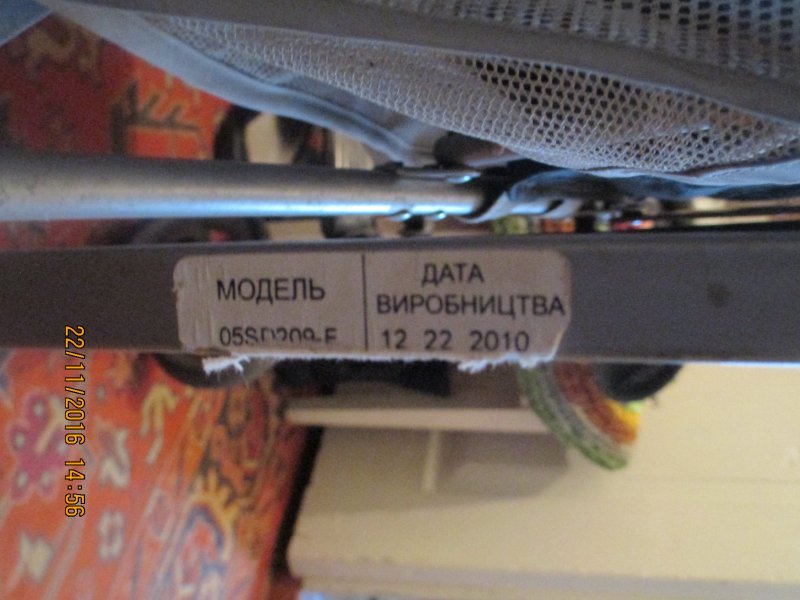 МОДЕЛЬ
05SD209-F
ДАТА
ВИРОБНИЦТВА
12 22 2010
22/11/2016 14:56